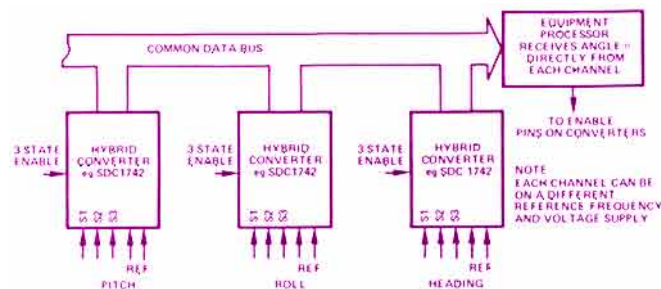 COMMON DATA BUS
EQUIPMENT
PROCESSOR
RECEIVES ANGLE =
DIRECTLY FROM
EACH CHANNEL
TO ENABLE
PINS ON CONVERTERS
3 STATE
ENABLE
HYBRID
CONVERTER
eg SDC1742
S1
S2
S3
REF
PITCH
3 STATE
ENABLE
HYBRID
CONVERTER
eg SDC1742
S1
S2
S3
REF
ROLL
3 STATE
ENABLE
HYBRID
CONVERTER
eg SDC 1742
S1
S2
S3
REF
HEADING
NOTE
EACH CHANNEL CAN BE
ON A DIFFERENT
REFERENCE FREQUENCY
AND VOLTAGE SUPPLY